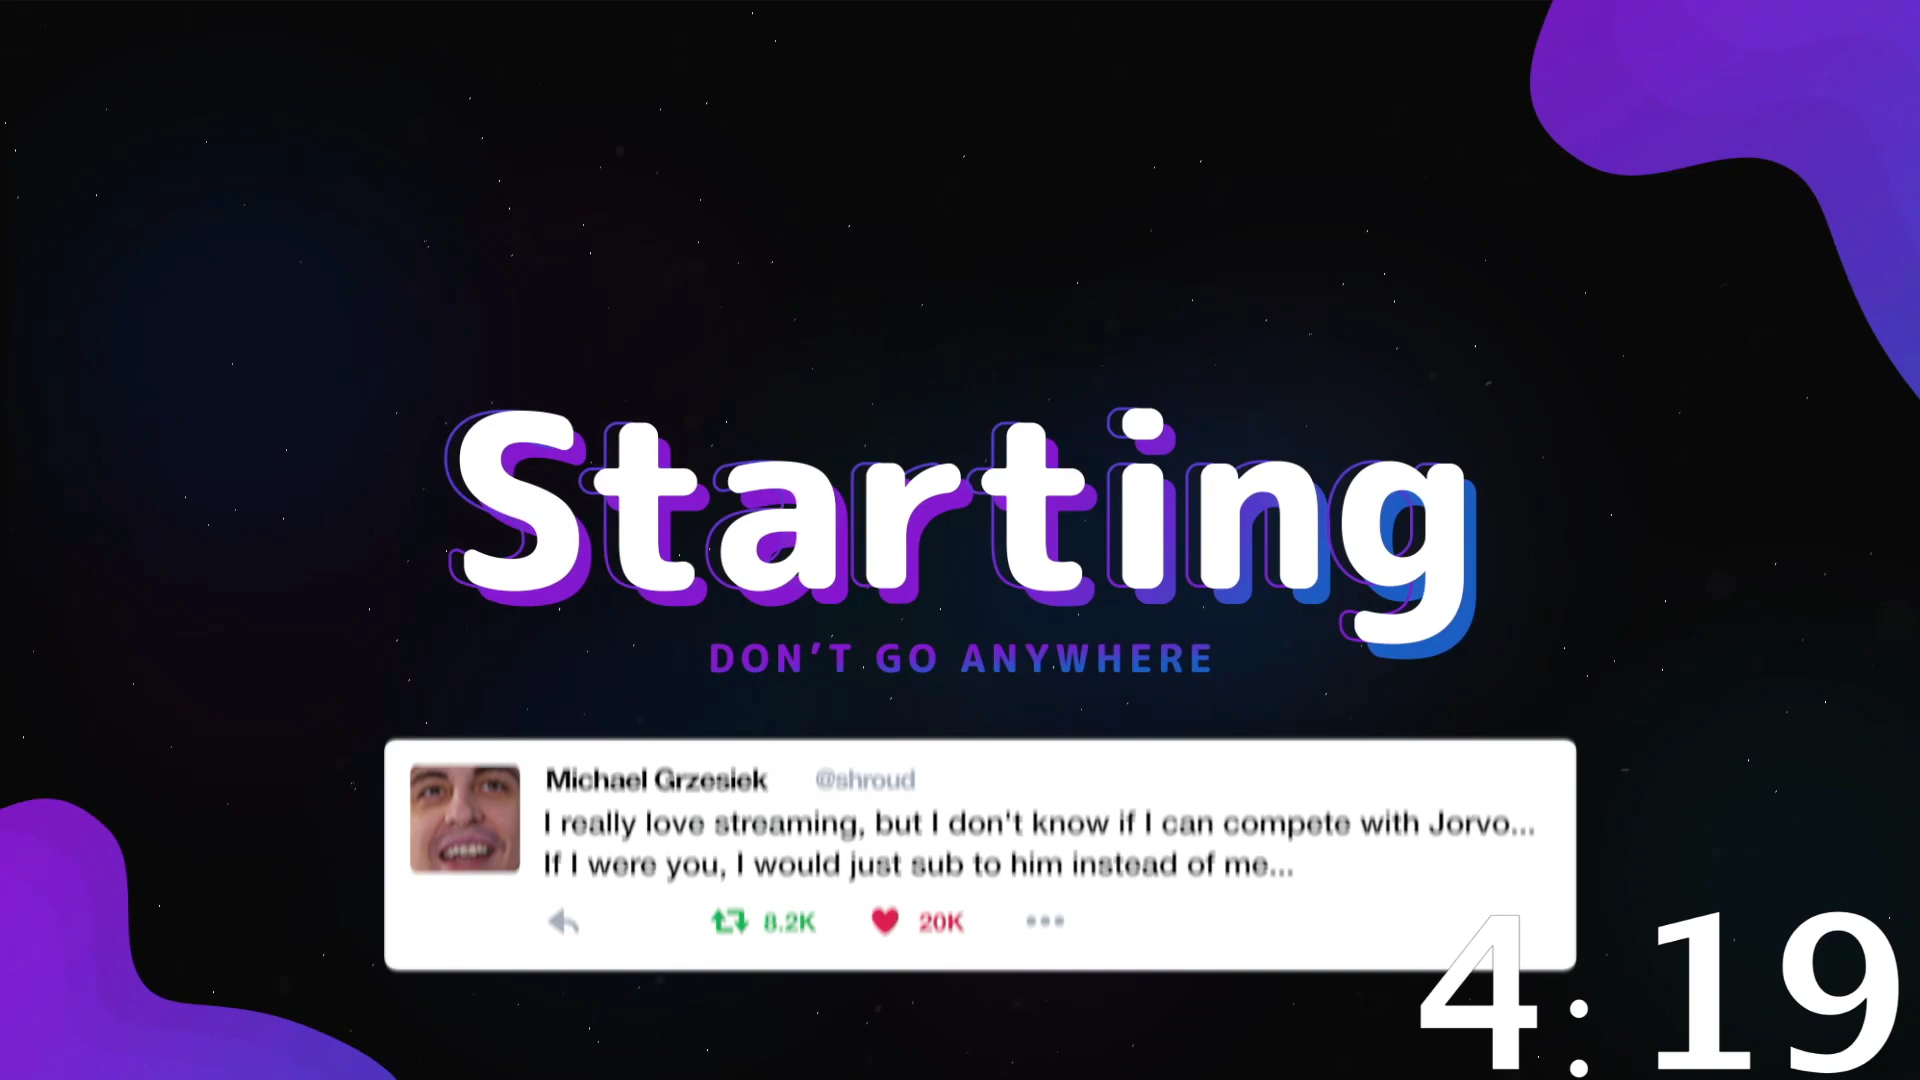 Starting
DON’T GO ANYWHERE
Michael Grzesiek @shroud
I really love streaming, but I don't know if I can compete with Jorvo...
If I were you, I would just sub to him instead of me...
8.2K 20K
4:19